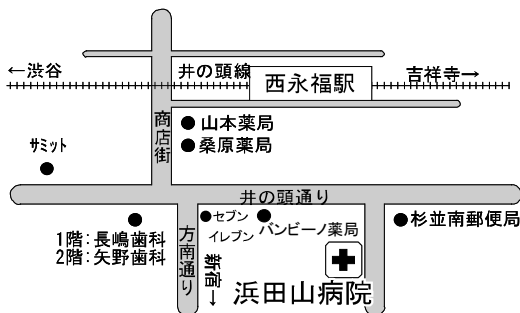 ←渋谷
井の頭線
西永福駅
吉祥寺→
商店街
●山本薬局
●桑原薬局
サミット
井の頭通り
セブン
イレブン
バンビーノ薬局
杉並南郵便局
1階:長嶋歯科
2階:矢野歯科
方南通り
新宿→
浜田山病院